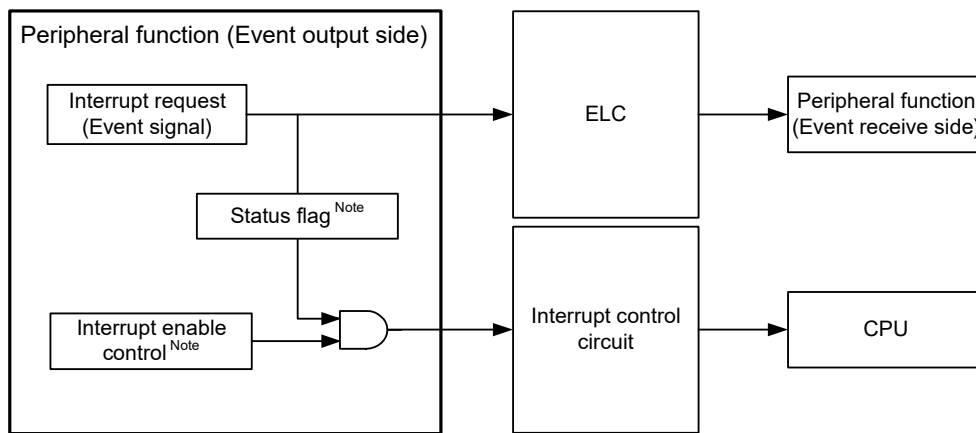 Peripheral function (Event output side)
Interrupt request
(Event signal)
ELC
Peripheral function
(Event receive side)
Status flag Note
Interrupt enable
control Note
Interrupt control
circuit
CPU